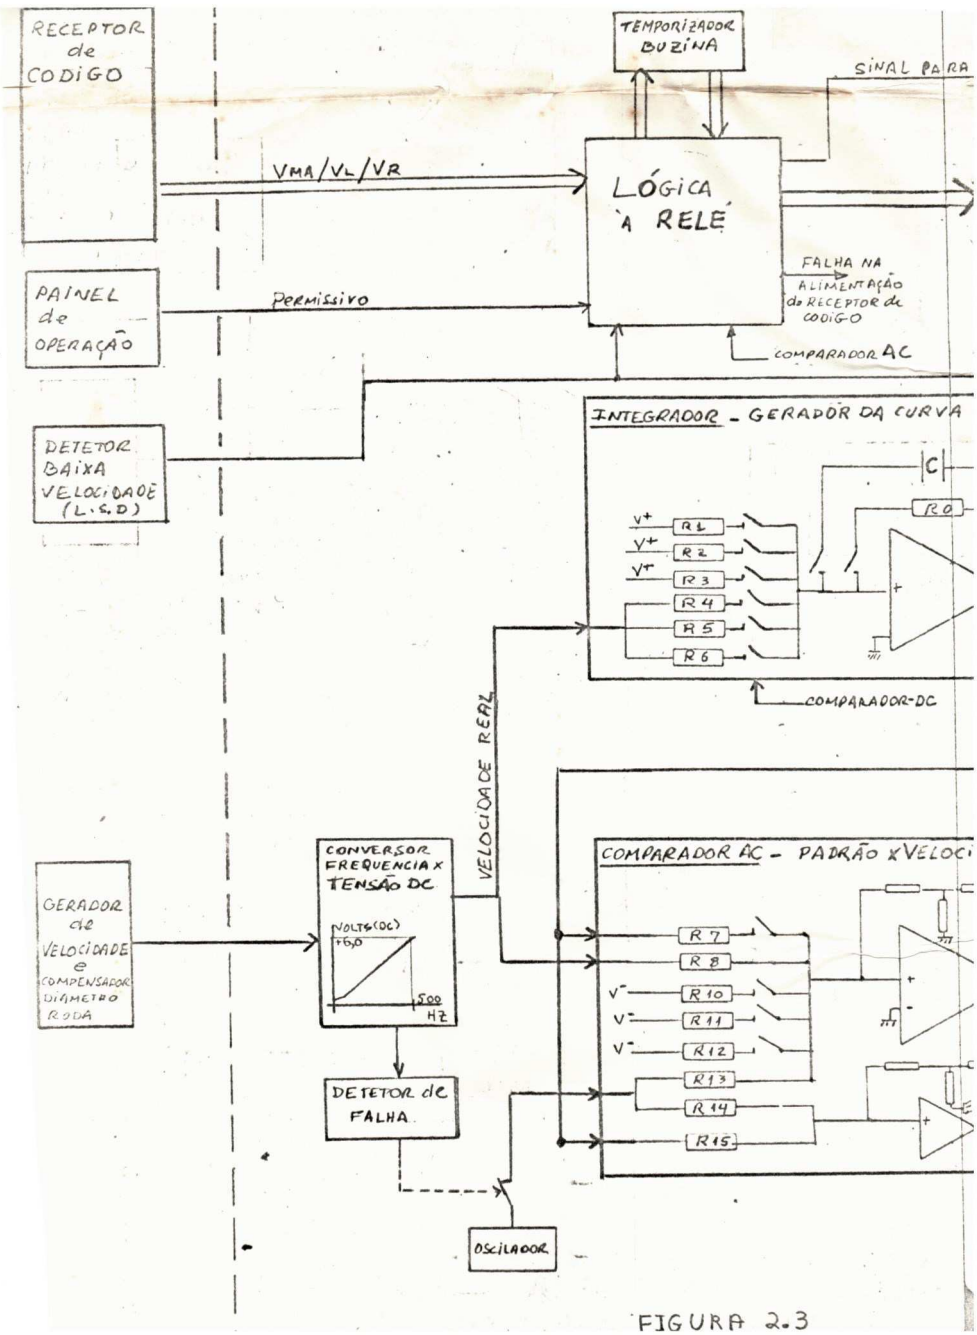 RECEPTOR
de
CODIGO
TEMPORIZADOR
BUZINA
SINAL PARA
VMA/VL/VR
LÓGICA
À RELÉ
FALHA NA
ALIMENTAÇÃO
do RECEPTOR de
CODIGO
PAINEL
de
OPERAÇÃO
PERMISSIVO
COMPARADOR AC
DETETOR
BAIXA
VELOCIDADE
(L.S.D)
INTEGRADOR - GERADOR DA CURVA
C
R0
V+ R1
V+ R2
V+ R3
R4
R5
R6
+
COMPARADOR-DC
VELOCIDADE REAL
CONVERSOR
FREQUENCIA X
TENSÃO DC
VOLTS(DC)
+6,0
500
HZ
GERADOR
de
VELOCIDADE
e
COMPENSADOR
DIÂMETRO
RODA
COMPARADOR AC - PADRÃO X VELOCI
R7
R8
V- R10
V- R11
V- R12
R13
R14
R15
+
-
+
DETETOR de
FALHA
OSCILADOR
FIGURA 2.3